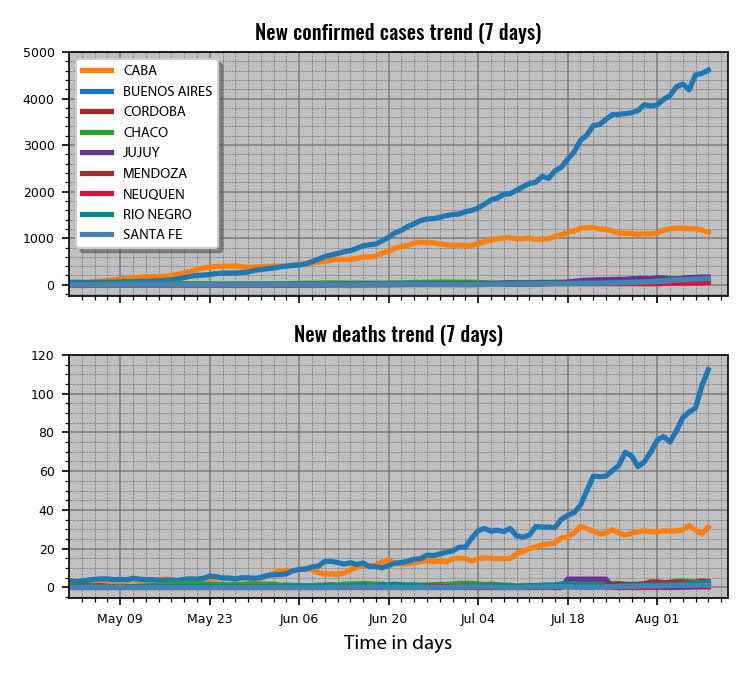 New confirmed cases trend (7 days)
5000
4000
3000
2000
1000
0
CABA
BUENOS AIRES
CORDOBA
CHACO
JUJUY
MENDOZA
NEUQUEN
RIO NEGRO
SANTA FE
New deaths trend (7 days)
120
100
80
60
40
20
0
May 09 May 23 Jun 06 Jun 20 Jul 04 Jul 18 Aug 01
Time in days